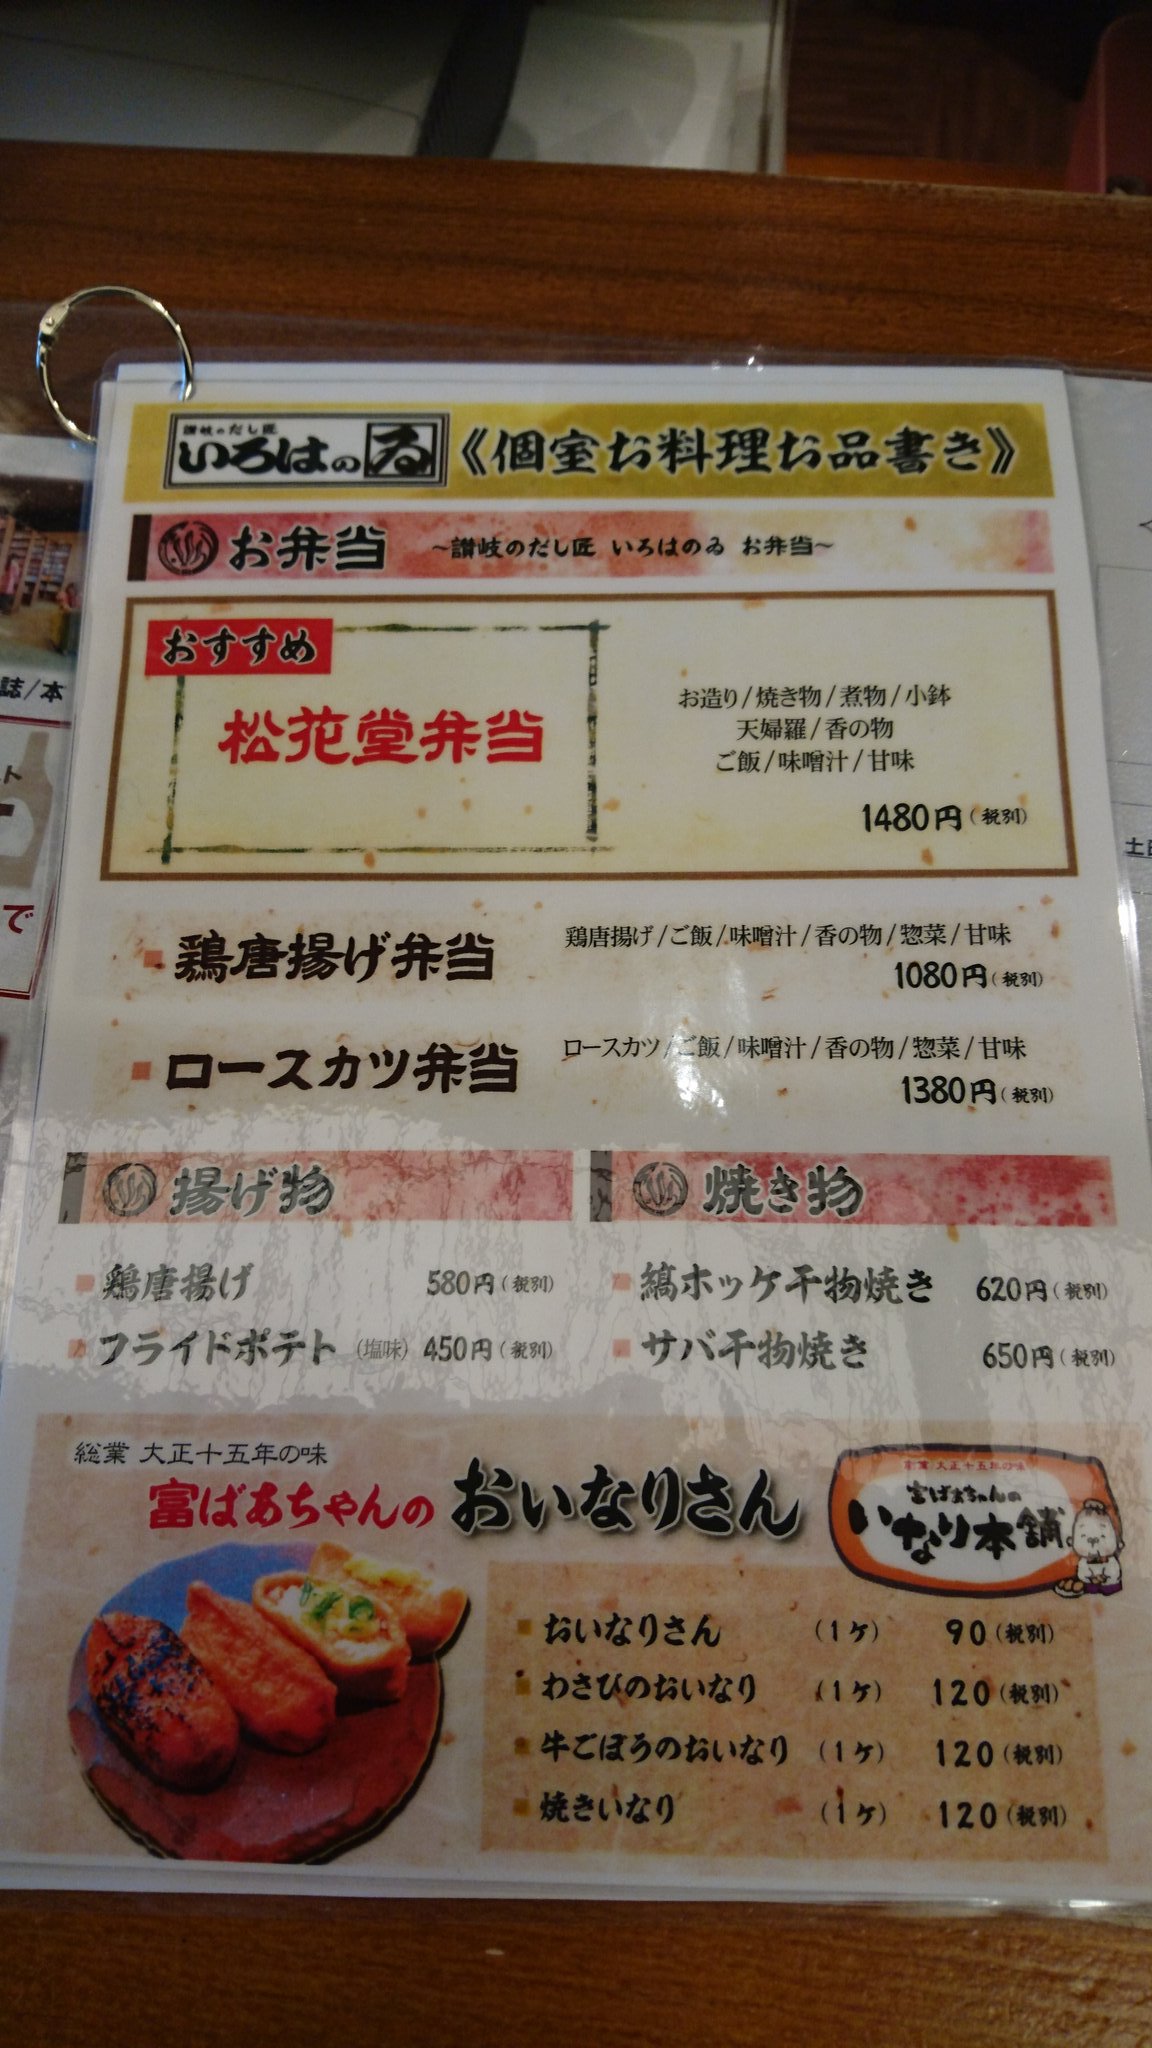 讃岐のだし匠
いろはのゐ 《個室お料理お品書き》
お弁当 ~讃岐のだし匠 いろはのゐ お弁当~
おすすめ
松花堂弁当
お造り/焼き物/煮物/小鉢
天婦羅/香の物
ご飯/味噌汁/甘味
1480円(税別)
鶏唐揚げ弁当 鶏唐揚げ/ご飯/味噌汁/香の物/惣菜/甘味
1080円(税別)
ロースカツ弁当 ロースカツ/ご飯/味噌汁/香の物/惣菜/甘味
1380円(税別)
揚げ物
鶏唐揚げ 580円(税別)
フライドポテト (塩味) 450円(税別)
焼き物
縞ホッケ干物焼き 620円(税別)
サバ干物焼き 650円(税別)
総業 大正十五年の味
富ばあちゃんの おいなりさん
創業 大正十五年の味
富ばあちゃんの
いなり本舗
おいなりさん (1ケ) 90(税別)
わさびのおいなり (1ケ) 120(税別)
牛ごぼうのおいなり (1ケ) 120(税別)
焼きいなり (1ケ) 120(税別)
誌/本
ト
で